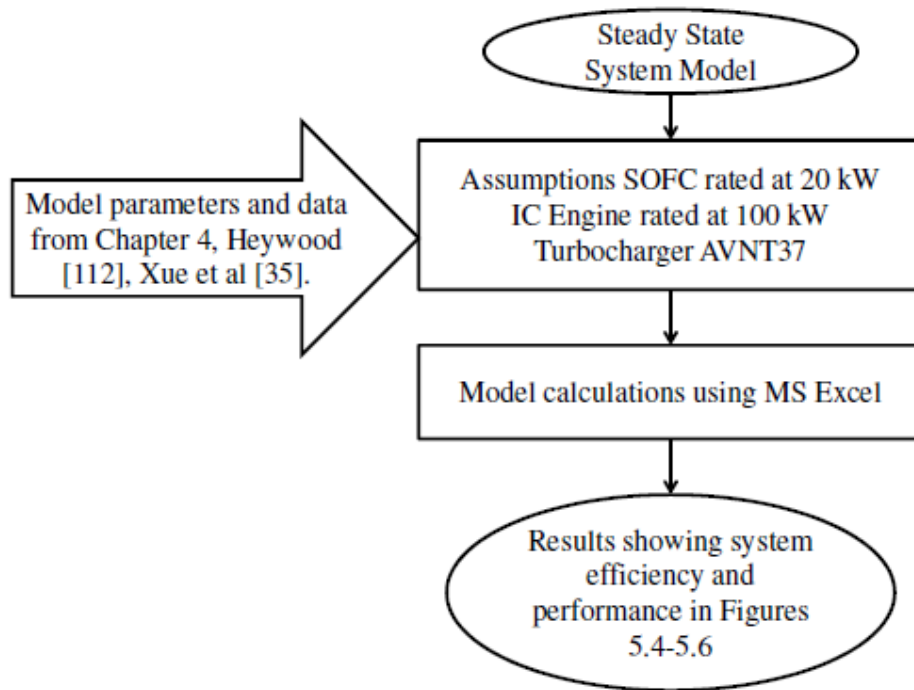 Steady State
System Model
Assumptions SOFC rated at 20 kW
IC Engine rated at 100 kW
Turbocharger AVNT37
Model parameters and data
from Chapter 4, Heywood
[112], Xue et al [35].
Model calculations using MS Excel
Results showing system
efficiency and
performance in Figures
5.4-5.6